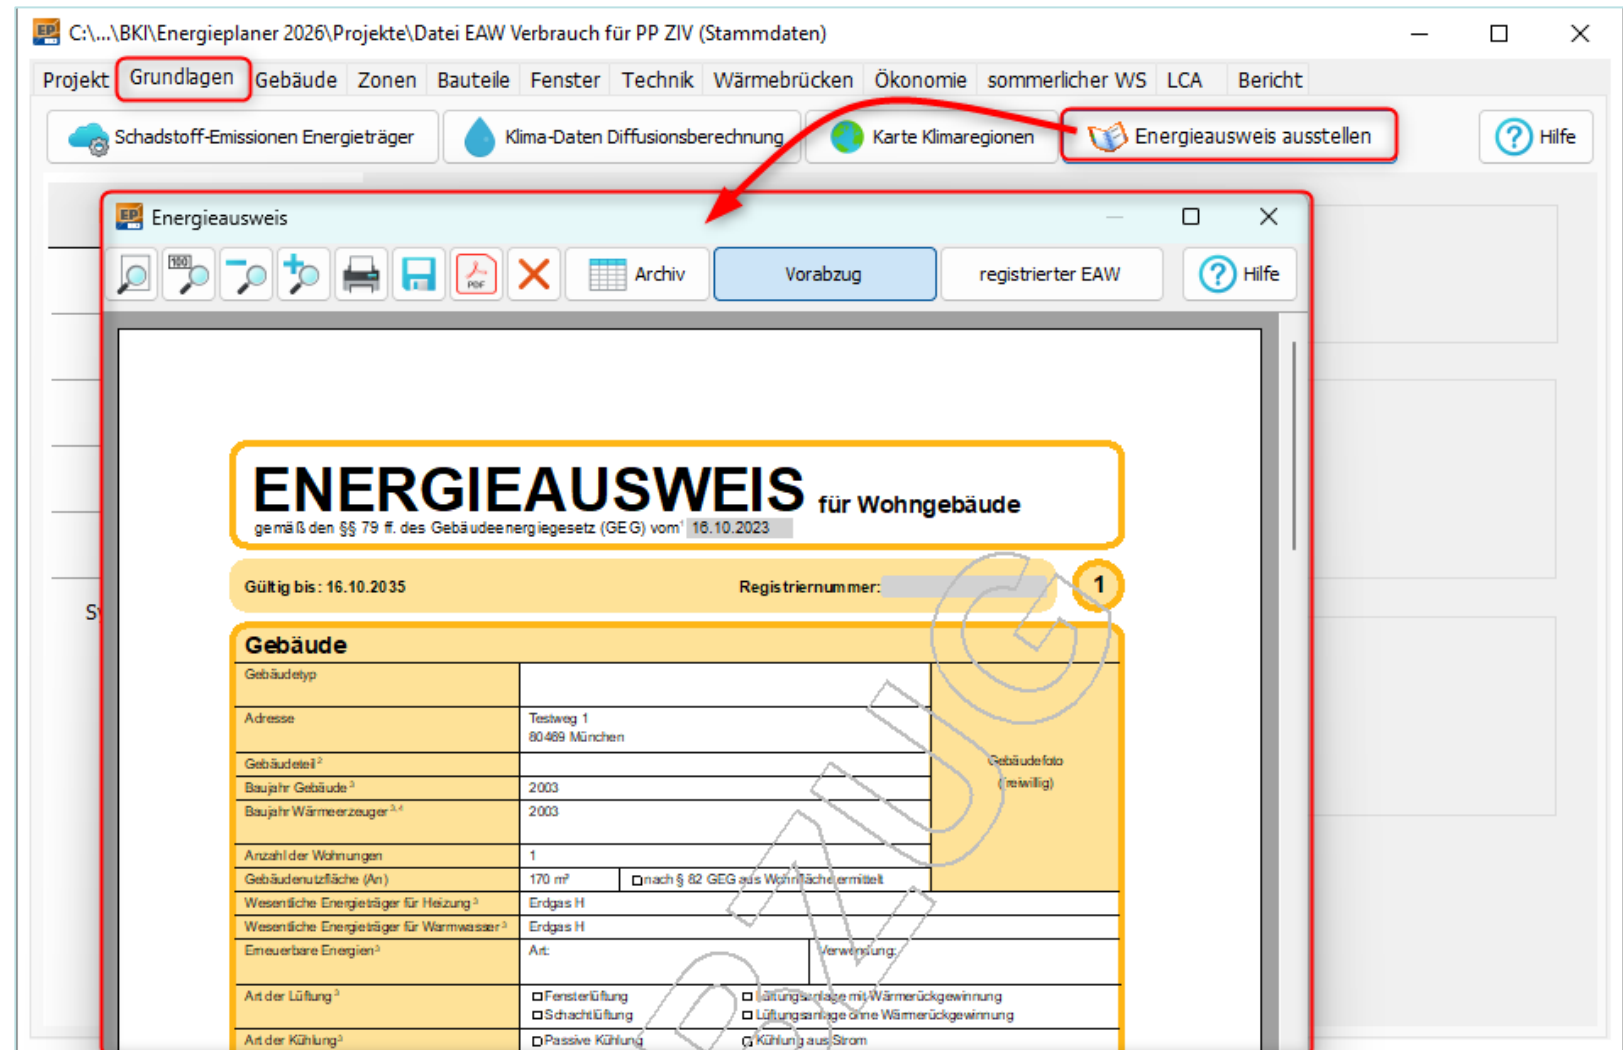 EP C:\...\BKI\Energieplaner 2026\Projekte\Datei EAW Verbrauch für PP ZIV (Stammdaten)
Projekt Grundlagen Gebäude Zonen Bauteile Fenster Technik Wärmebrücken Ökonomie sommerlicher WS LCA Bericht
Schadstoff-Emissionen Energieträger Klima-Daten Diffusionsberechnung Karte Klimaregionen Energieausweis ausstellen ? Hilfe
EP Energieausweis
100 PDF Archiv Vorabzug registrierter EAW ? Hilfe
ENERGIEAUSWEIS für Wohngebäude
gemäß den §§ 79 ff. des Gebäudeenergiegesetz (GEG) vom¹ 16.10.2023
Gültig bis: 16.10.2035 Registriernummer: 1
Sy
Gebäude
Gebäudetyp
Adresse Testweg 1
80469 München
Gebäudeteil²
Gebäudefoto
(freiwillig)
Baujahr Gebäude³ 2003
Baujahr Wärmeerzeuger³,⁴ 2003
Anzahl der Wohnungen 1
Gebäudenutzfläche (An) 170 m² nach § 82 GEG aus Wohnfläche ermittelt
Wesentliche Energieträger für Heizung³ Erdgas H
Wesentliche Energieträger für Warmwasser³ Erdgas H
Erneuerbare Energien³ Art: Verwendung:
Art der Lüftung³ Fensterlüftung Lüftungsanlage mit Wärmerückgewinnung
Schachtlüftung Lüftungsanlage ohne Wärmerückgewinnung
Art der Kühlung³ Passive Kühlung Kühlung aus Strom
BZUG